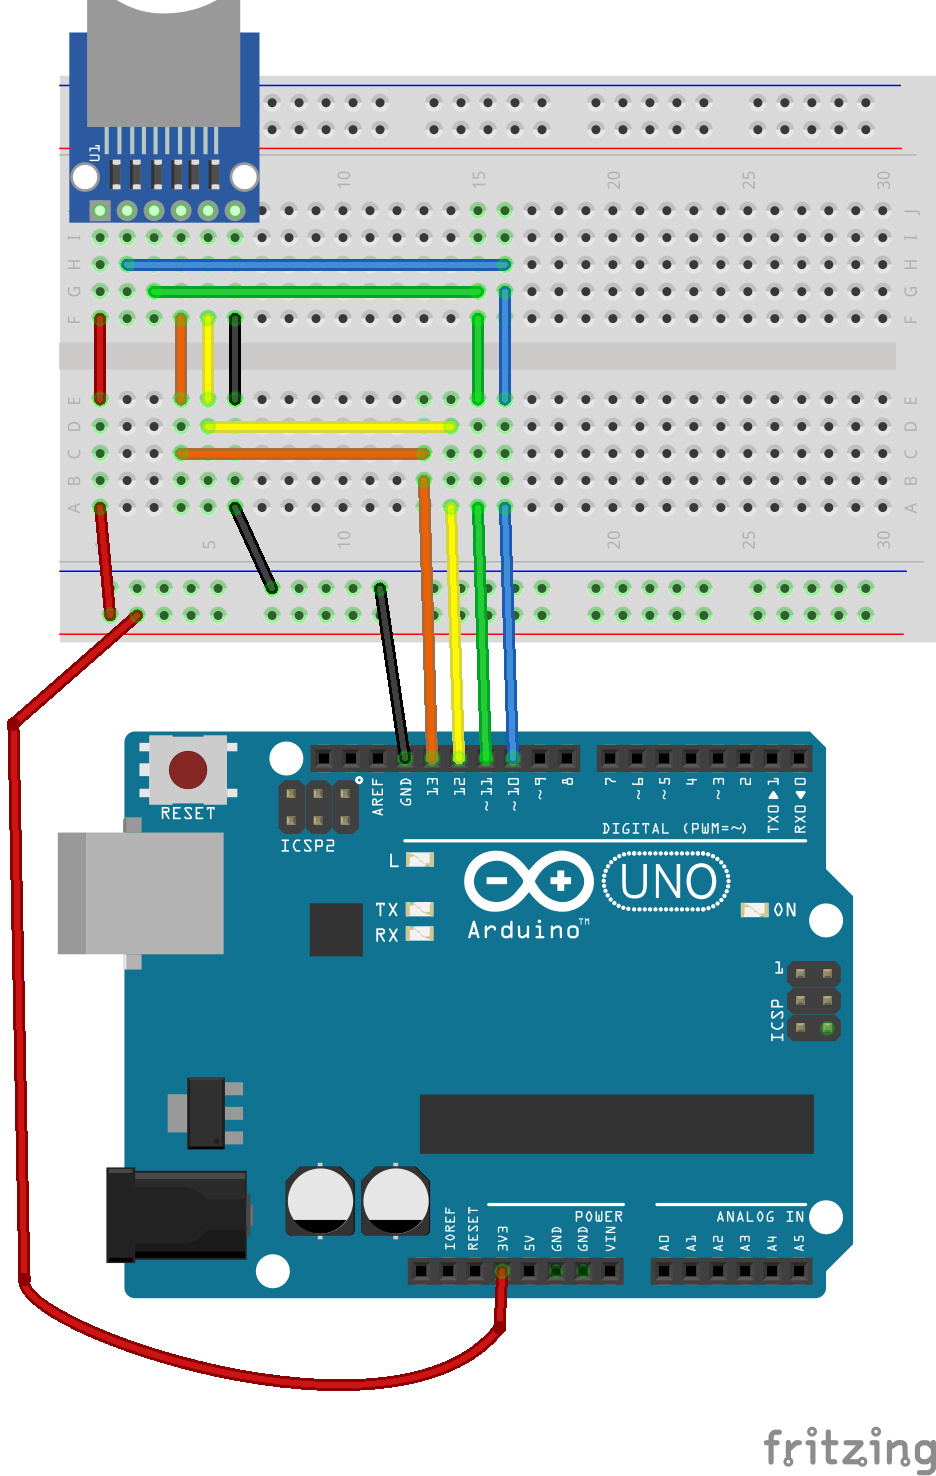 U1
10 15 20 25 30
J
I I
H H
G G
F F
E E
D D
C C
B B
A A
5 10 20 25 30
RESET
ICSP2
AREF
GND
13
12
~11
~10
~9
8
7
~6
~5
4
~3
2
TX0▶1
RX0◀0
DIGITAL (PWM=~)
L
TX
RX
UNO
Arduino™
ON
1
ICSP
IOREF
RESET
3V3
5V
GND
GND
VIN
POWER
A0
A1
A2
A3
A4
A5
ANALOG IN
fritzing